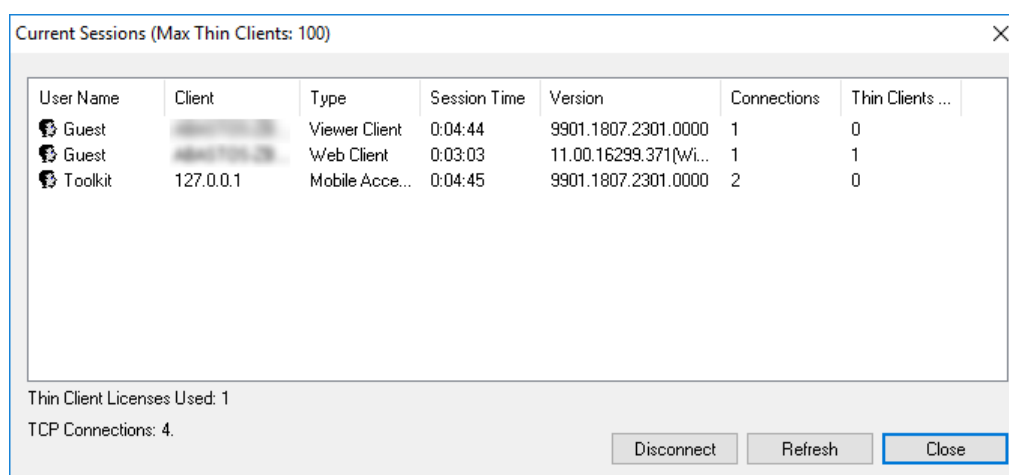 Current Sessions (Max Thin Clients: 100)
User Name Client Type Session Time Version Connections Thin Clients ...
Guest Viewer Client 0:04:44 9901.1807.2301.0000 1 0
Guest Web Client 0:03:03 11.00.16299.371(Wi... 1 1
Toolkit 127.0.0.1 Mobile Acce... 0:04:45 9901.1807.2301.0000 2 0
Thin Client Licenses Used: 1
TCP Connections: 4.
Disconnect Refresh Close